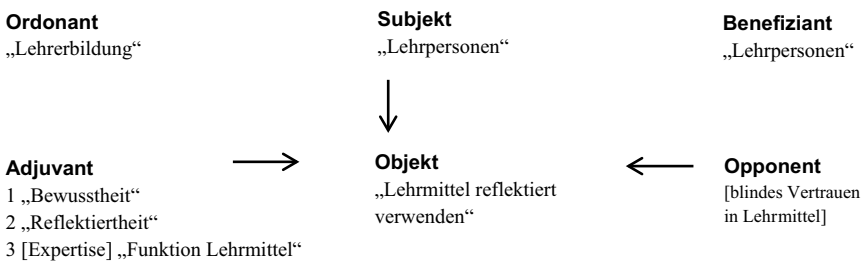 Ordonant
„Lehrerbildung“
Subjekt
„Lehrpersonen“
Benefiziant
„Lehrpersonen“
Adjuvant
1 „Bewusstheit“
2 „Reflektiertheit“
3 [Expertise] „Funktion Lehrmittel“
Objekt
„Lehrmittel reflektiert
verwenden“
Opponent
[blindes Vertrauen
in Lehrmittel]